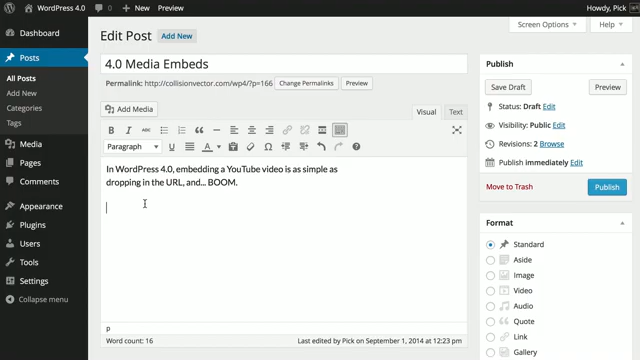 WordPress 4.0
0
New
Preview
Howdy, Pick
Dashboard
Posts
All Posts
Add New
Categories
Tags
Media
Pages
Comments
Appearance
Plugins
Users
Tools
Settings
Collapse menu
Screen Options
Help
Edit Post
Add New
4.0 Media Embeds
Permalink: http://collisionvector.com/wp4/?p=166
Change Permalinks
Preview
Add Media
Visual
Text
ABC
Paragraph
In WordPress 4.0, embedding a YouTube video is as simple as
dropping in the URL, and... BOOM.
p
Word count: 16
Last edited by Pick on September 1, 2014 at 12:23 pm
Publish
Save Draft
Preview
Status: Draft Edit
Visibility: Public Edit
Revisions: 2 Browse
Publish immediately Edit
Move to Trash
Publish
Format
Standard
Aside
Image
Video
Audio
Quote
Link
Gallery